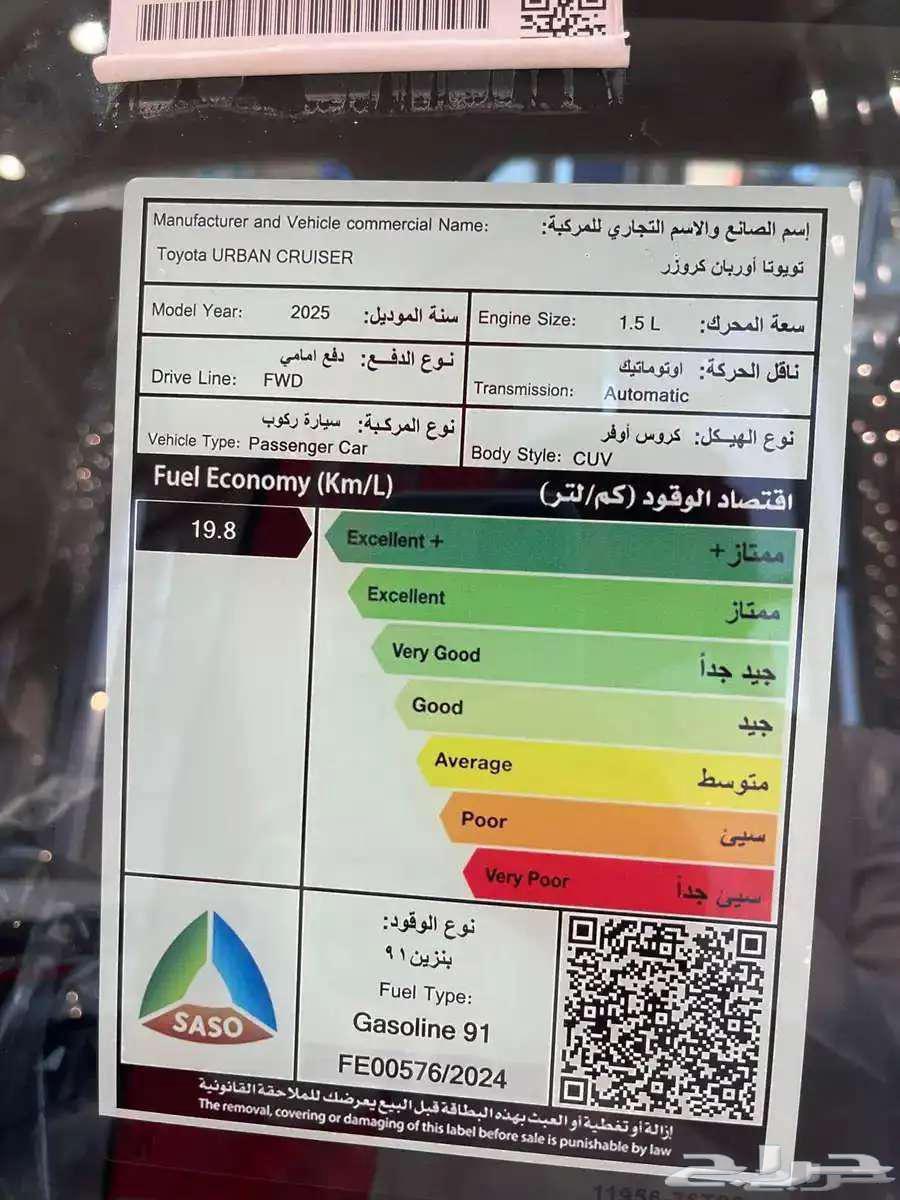 Manufacturer and Vehicle commercial Name: إسم الصانع والاسم التجاري للمركبة:
Toyota URBAN CRUISER تويوتا أوربان كروزر
Model Year: 2025 سنة الموديل:
Engine Size: 1.5 L سعة المحرك:
نوع الدفع: دفع امامي
Drive Line: FWD
ناقل الحركة: اوتوماتيك
Transmission: Automatic
نوع المركبة: سيارة ركوب
Vehicle Type: Passenger Car
نوع الهيكل: كروس أوفر
Body Style: CUV
Fuel Economy (Km/L) اقتصاد الوقود (كم/لتر)
19.8
Excellent + ممتاز +
Excellent ممتاز
Very Good جيد جداً
Good جيد
Average متوسط
Poor سيئ
Very Poor سيئ جداً
SASO
نوع الوقود:
بنزين ٩١
Fuel Type:
Gasoline 91
FE00576/2024
إزالة أو تغطية أو العبث بهذه البطاقة قبل البيع يعرضك للملاحقة القانونية
The removal, covering or damaging of this label before sale is punishable by law
حراج